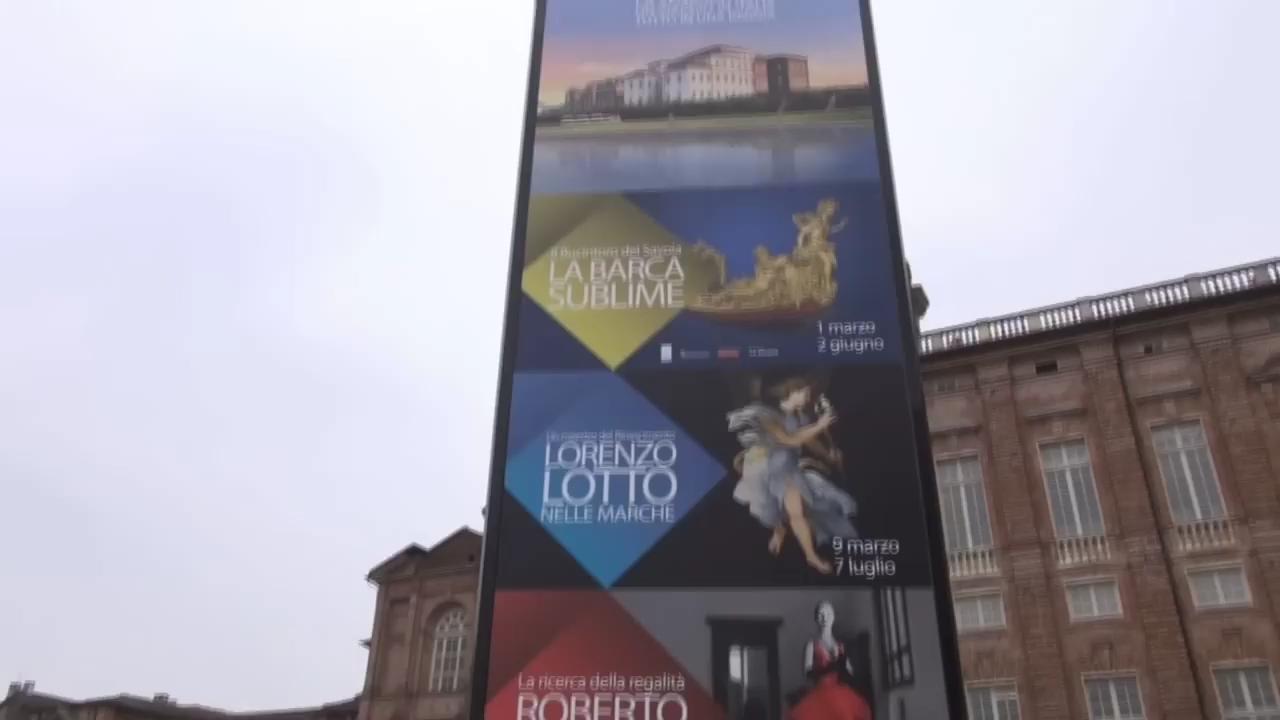 Il Bucintoro dei Savoia
LA BARCA
SUBLIME
1 marzo
2 giugno
LORENZO
LOTTO
NELLE MARCHE
9 marzo
7 luglio
La ricerca della regalità
ROBERTO